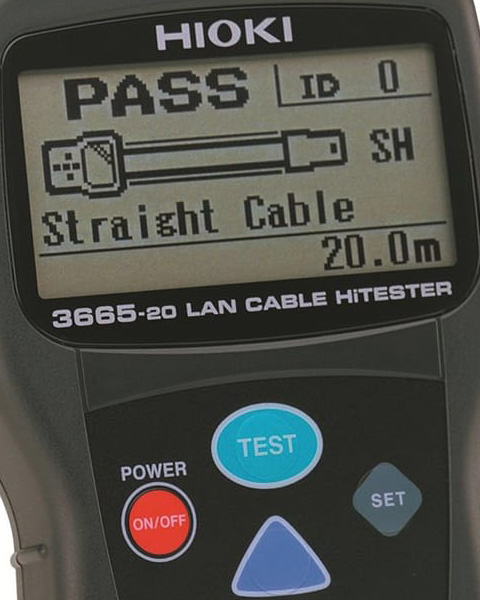 HIOKI
PASS ID 0
SH
Straight Cable
20.0m
3665-20 LAN CABLE HiTESTER
TEST
POWER
ON/OFF
SET